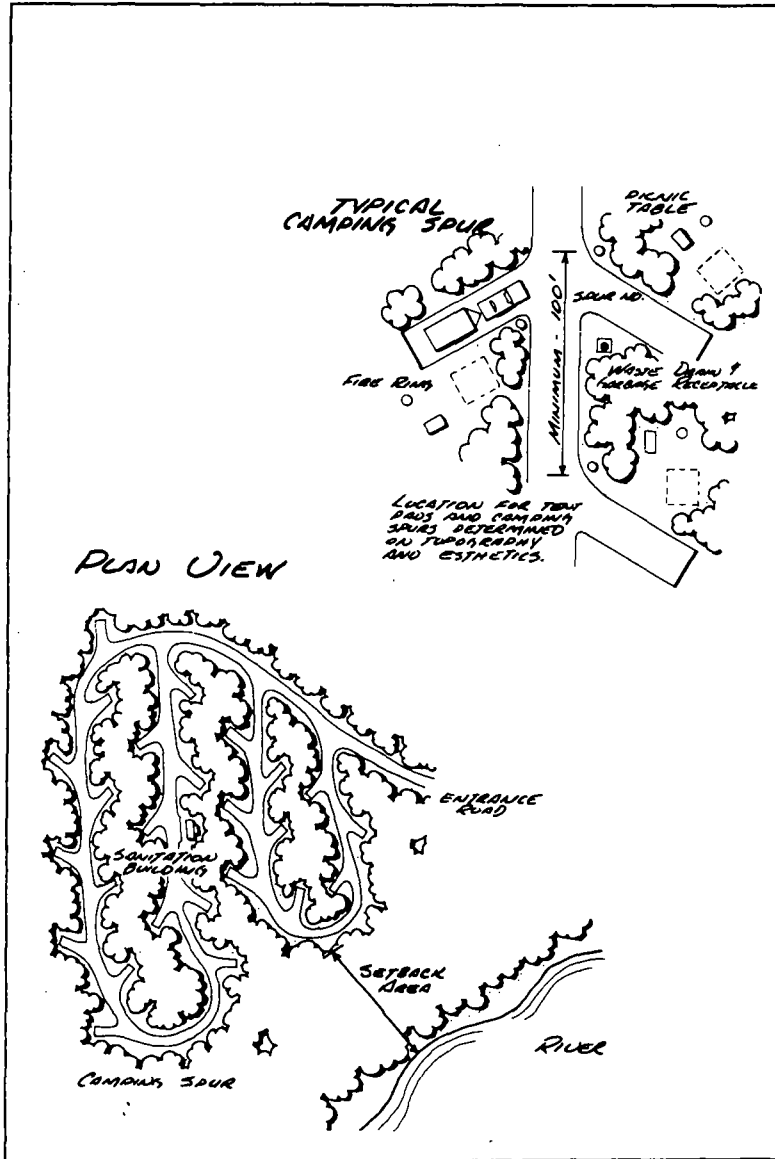 TYPICAL
CAMPING SPUR
PICNIC
TABLE
SPUR NO.
MINIMUM - 100'
FIRE RING
WASTE DRAIN &
GARBAGE RECEPTACLE
LOCATION FOR TENT
PADS AND CAMPING
SPURS DETERMINED
ON TOPOGRAPHY
AND ESTHETICS.
PLAN VIEW
ENTRANCE
ROAD
SANITATION
BUILDING
SETBACK
AREA
RIVER
CAMPING SPUR